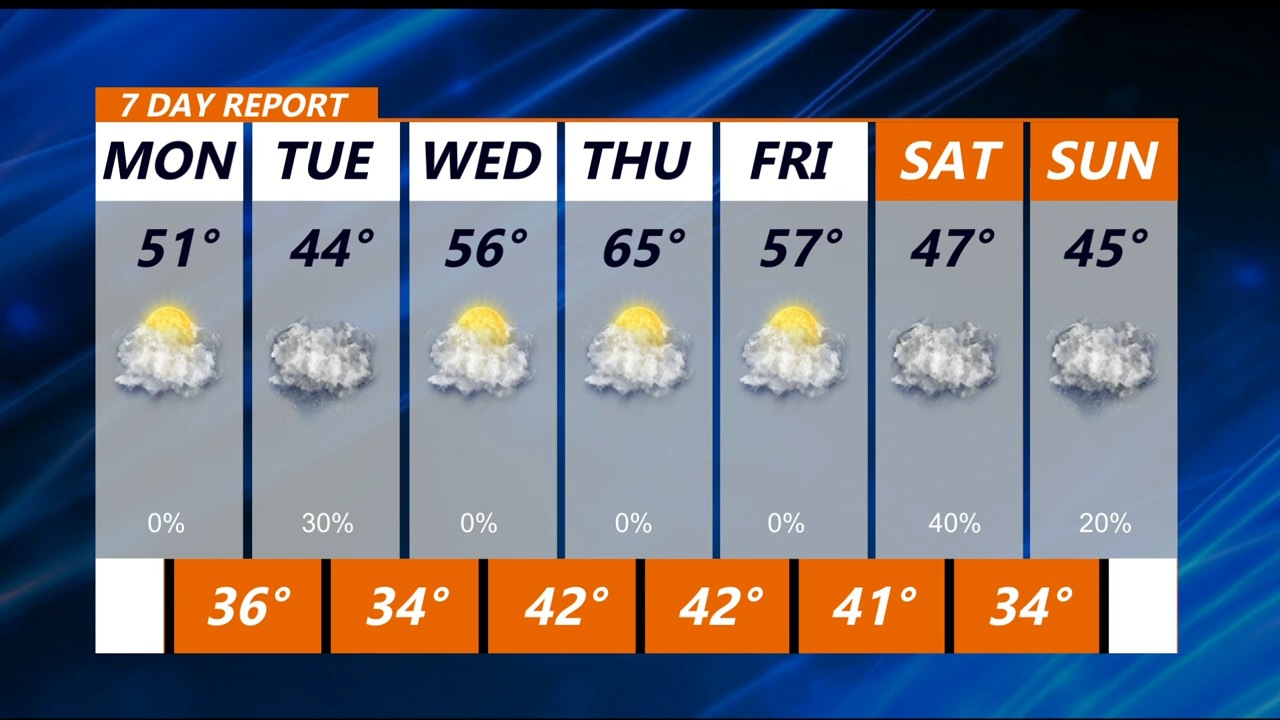 7 DAY REPORT
MON TUE WED THU FRI SAT SUN
51° 44° 56° 65° 57° 47° 45°
0% 30% 0% 0% 0% 40% 20%
36° 34° 42° 42° 41° 34°